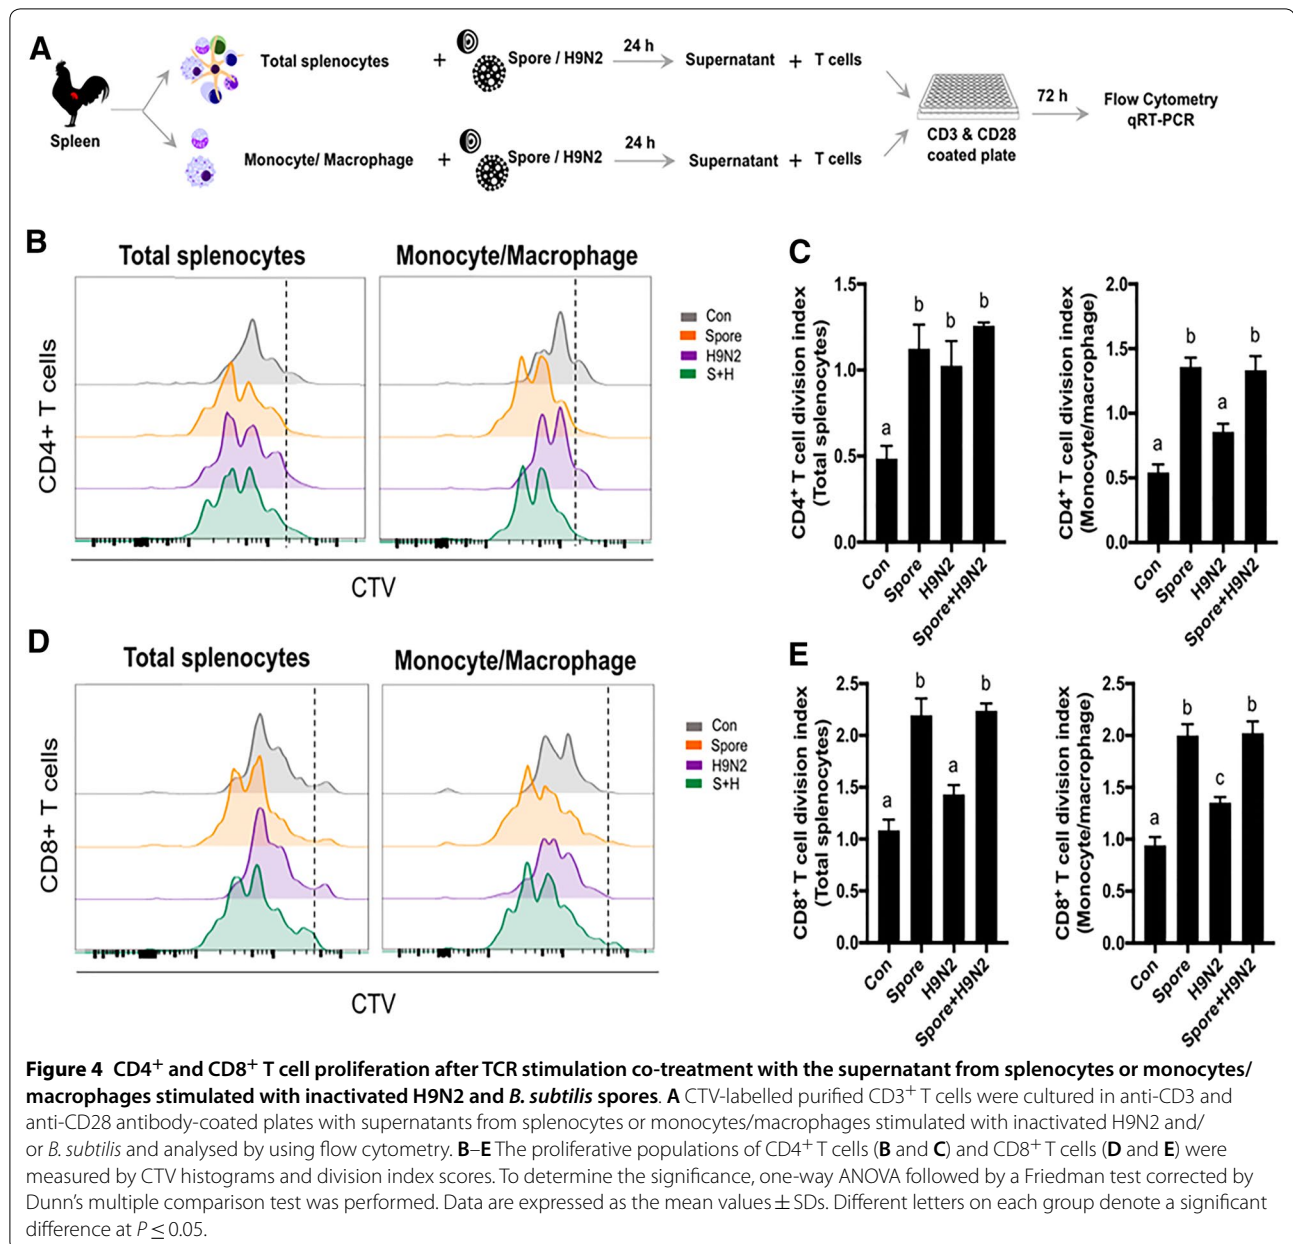 A
Spleen
Total splenocytes
+
Spore / H9N2
24 h
Supernatant + T cells
Monocyte/ Macrophage
+
Spore / H9N2
24 h
Supernatant + T cells
CD3 & CD28
coated plate
72 h
Flow Cytometry
qRT-PCR
B
Total splenocytes
Monocyte/Macrophage
CD4+ T cells
Con
Spore
H9N2
S+H
CTV
C
CD4+ T cell division index
(Total splenocytes)
1.5
1.0
0.5
0.0
a
b
b
b
Con
Spore
H9N2
Spore+H9N2
CD4+ T cell division index
(Monocyte/macrophage)
2.0
1.5
1.0
0.5
0.0
a
b
a
b
Con
Spore
H9N2
Spore+H9N2
D
Total splenocytes
Monocyte/Macrophage
CD8+ T cells
Con
Spore
H9N2
S+H
CTV
E
CD8+ T cell division index
(Total splenocytes)
2.5
2.0
1.5
1.0
0.5
0.0
a
b
a
b
Con
Spore
H9N2
Spore+H9N2
CD8+ T cell division index
(Monocyte/macrophage)
2.5
2.0
1.5
1.0
0.5
0.0
a
b
c
b
Con
Spore
H9N2
Spore+H9N2
Figure 4 CD4+ and CD8+ T cell proliferation after TCR stimulation co-treatment with the supernatant from splenocytes or monocytes/
macrophages stimulated with inactivated H9N2 and B. subtilis spores. A CTV-labelled purified CD3+ T cells were cultured in anti-CD3 and
anti-CD28 antibody-coated plates with supernatants from splenocytes or monocytes/macrophages stimulated with inactivated H9N2 and/
or B. subtilis and analysed by using flow cytometry. B–E The proliferative populations of CD4+ T cells (B and C) and CD8+ T cells (D and E) were
measured by CTV histograms and division index scores. To determine the significance, one-way ANOVA followed by a Friedman test corrected by
Dunn's multiple comparison test was performed. Data are expressed as the mean values ± SDs. Different letters on each group denote a significant
difference at P ≤ 0.05.